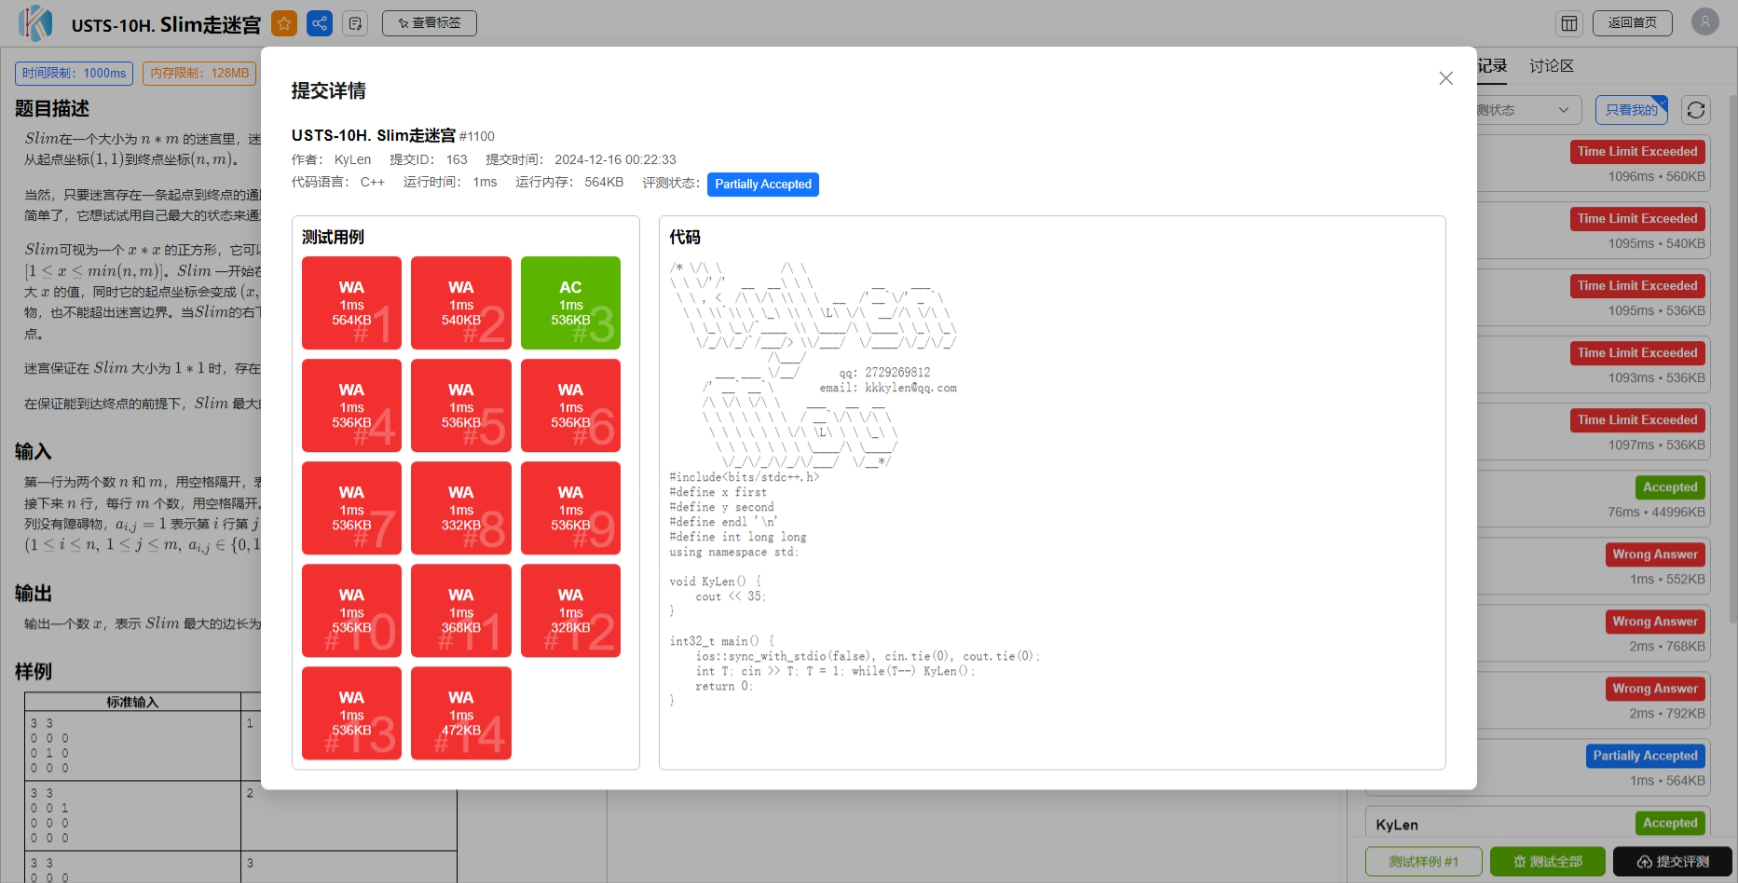 USTS-10H. Slim走迷宫
查看标签
返回首页
时间限制：1000ms
内存限制：128MB
题目描述
Slim在一个大小为 n * m 的迷宫里，迷
从起点坐标(1, 1)到终点坐标(n, m)。
当然，只要迷宫存在一条起点到终点的通
简单了，它想试试用自己最大的状态来通
Slim可视为一个 x * x 的正方形，它可
[1 ≤ x ≤ min(n, m)]。Slim 一开始在
大 x 的值，同时它的起点坐标会变成 (x,
物，也不能超出迷宫边界。当Slim的右下
点。
迷宫保证在 Slim 大小为 1 * 1 时，存在
在保证能到达终点的前提下，Slim 最大
输入
第一行为两个数 n 和 m，用空格隔开，
接下来 n 行，每行 m 个数，用空格隔开。
列没有障碍物，a_{i,j} = 1 表示第 i 行第 j
(1 ≤ i ≤ n, 1 ≤ j ≤ m, a_{i,j} ∈ {0, 1
输出
输出一个数 x，表示 Slim 最大的边长为
样例
标准输入
3 3
0 0 0
0 1 0
0 0 0
1
3 3
0 0 1
0 0 0
0 0 0
2
3 3
0 0 0
3
提交详情
USTS-10H. Slim走迷宫 #1100
作者： KyLen 提交ID： 163 提交时间： 2024-12-16 00:22:33
代码语言： C++ 运行时间： 1ms 运行内存： 564KB 评测状态： Partially Accepted
测试用例
WA
1ms
564KB
#1
WA
1ms
540KB
#2
AC
1ms
536KB
#3
WA
1ms
536KB
#4
WA
1ms
536KB
#5
WA
1ms
536KB
#6
WA
1ms
536KB
#7
WA
1ms
332KB
#8
WA
1ms
536KB
#9
WA
1ms
536KB
#10
WA
1ms
368KB
#11
WA
1ms
328KB
#12
WA
1ms
536KB
#13
WA
1ms
472KB
#14
代码
qq: 2729269812
email: kkkylen@qq.com
#include<bits/stdc++.h>
#define x first
#define y second
#define endl '\n'
#define int long long
using namespace std;
void KyLen() {
cout << 35;
}
int32_t main() {
ios::sync_with_stdio(false), cin.tie(0), cout.tie(0);
int T; cin >> T; T = 1; while(T--) KyLen();
return 0;
}
记录
讨论区
测状态
只看我的
Time Limit Exceeded
1096ms • 560KB
Time Limit Exceeded
1095ms • 540KB
Time Limit Exceeded
1095ms • 536KB
Time Limit Exceeded
1093ms • 536KB
Time Limit Exceeded
1097ms • 536KB
Accepted
76ms • 44996KB
Wrong Answer
1ms • 552KB
Wrong Answer
2ms • 768KB
Wrong Answer
2ms • 792KB
Partially Accepted
1ms • 564KB
KyLen
Accepted
测试样例 #1
测试全部
提交评测